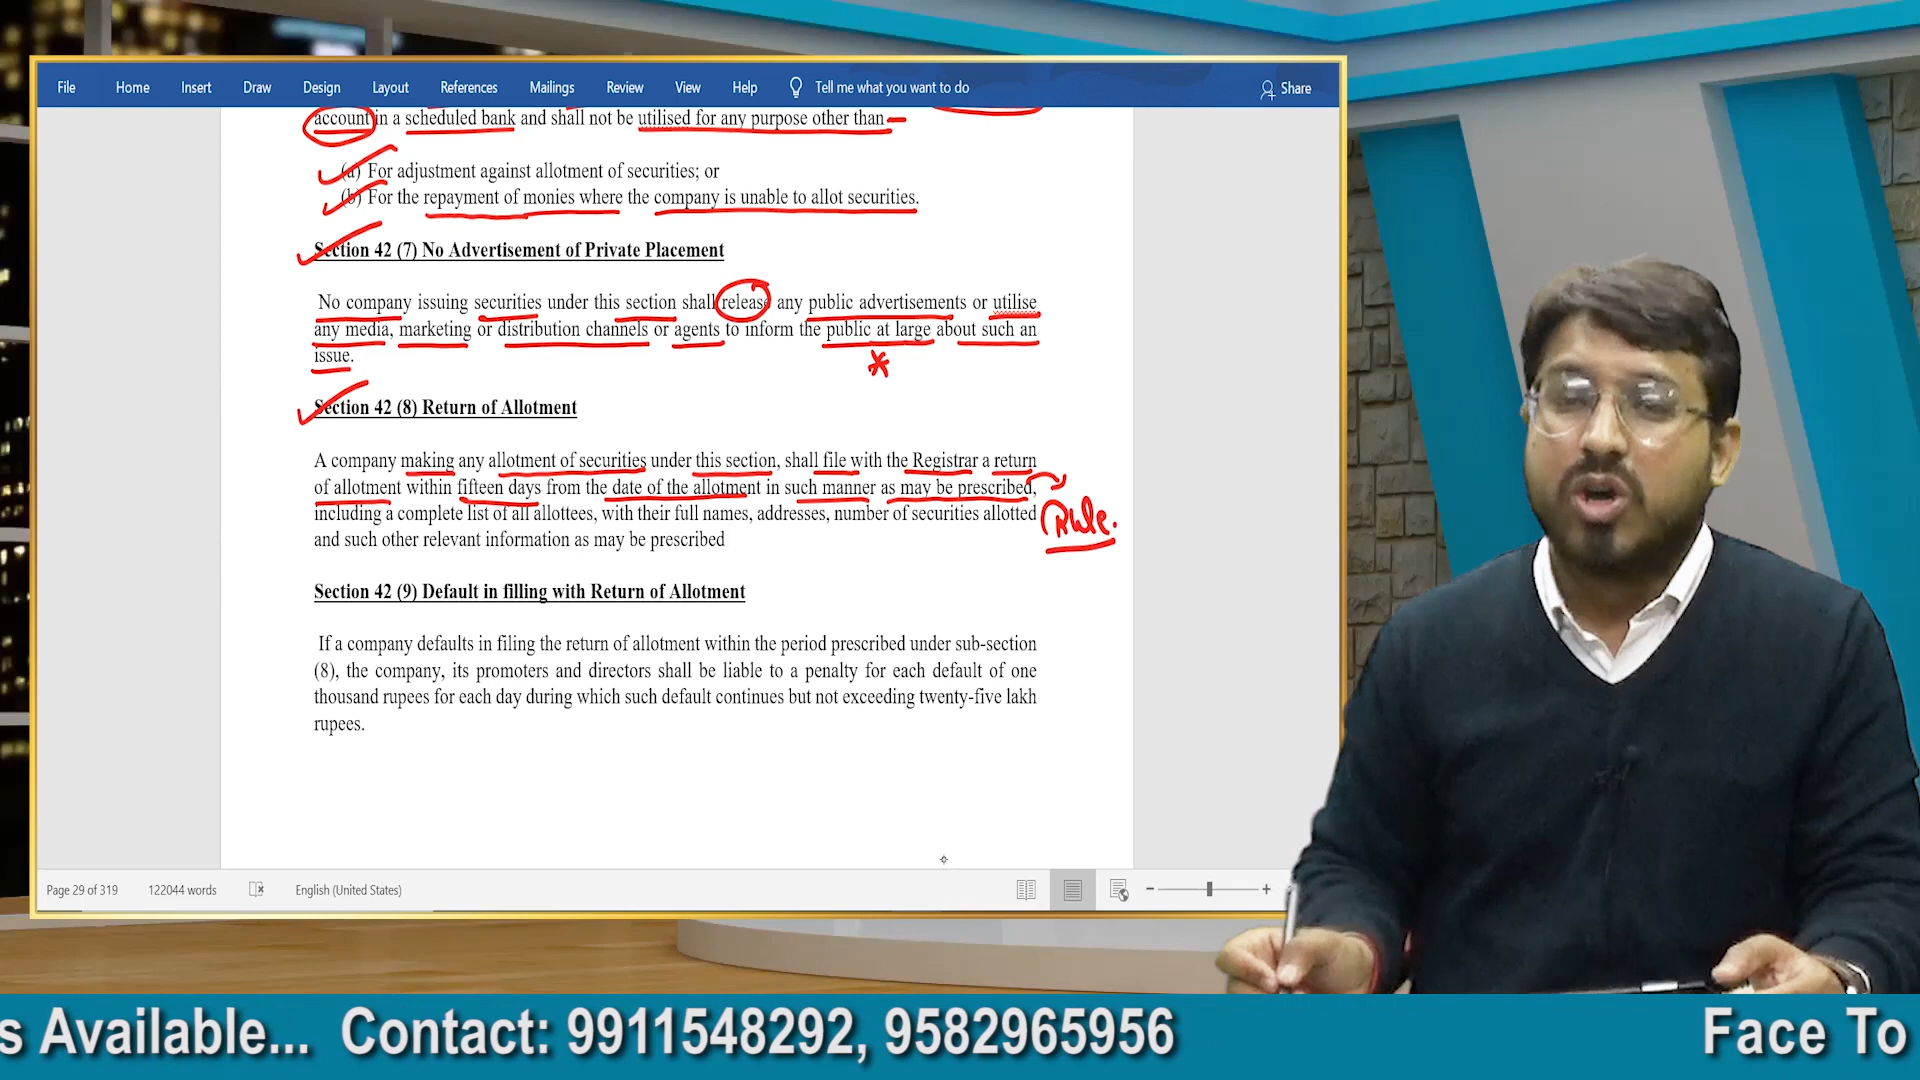 File Home Insert Draw Design Layout References Mailings Review View Help Tell me what you want to do Share
account in a scheduled bank and shall not be utilised for any purpose other than
(a) For adjustment against allotment of securities; or
(b) For the repayment of monies where the company is unable to allot securities.
Section 42 (7) No Advertisement of Private Placement
No company issuing securities under this section shall release any public advertisements or utilise
any media, marketing or distribution channels or agents to inform the public at large about such an
issue.
Section 42 (8) Return of Allotment
A company making any allotment of securities under this section, shall file with the Registrar a return
of allotment within fifteen days from the date of the allotment in such manner as may be prescribed,
including a complete list of all allottees, with their full names, addresses, number of securities allotted
Rule.
and such other relevant information as may be prescribed
Section 42 (9) Default in filling with Return of Allotment
If a company defaults in filing the return of allotment within the period prescribed under sub-section
(8), the company, its promoters and directors shall be liable to a penalty for each default of one
thousand rupees for each day during which such default continues but not exceeding twenty-five lakh
rupees.
Page 29 of 319 122044 words English (United States)
s Available... Contact: 9911548292, 9582965956 Face To